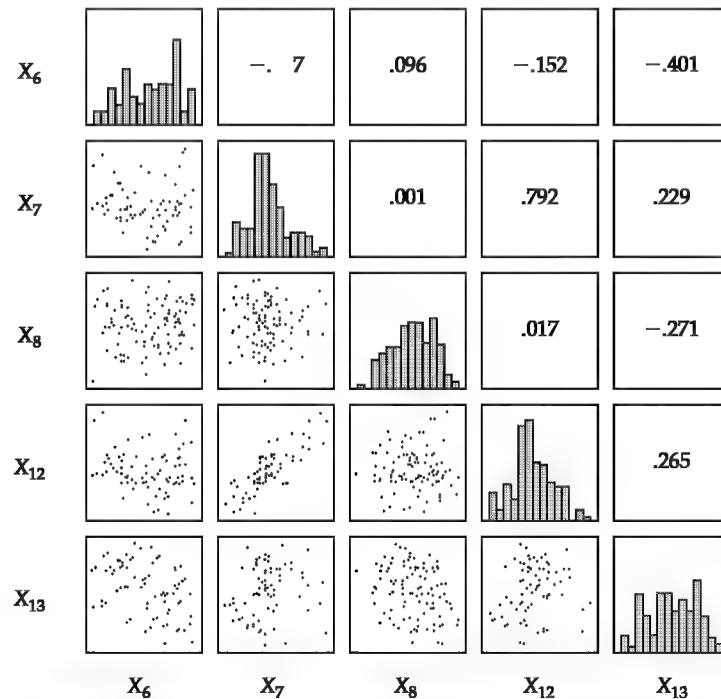 X6 −. 7 .096 −.152 −.401
X7 .001 .792 .229
X8 .017 −.271
X12 .265
X13
X6 X7 X8 X12 X13